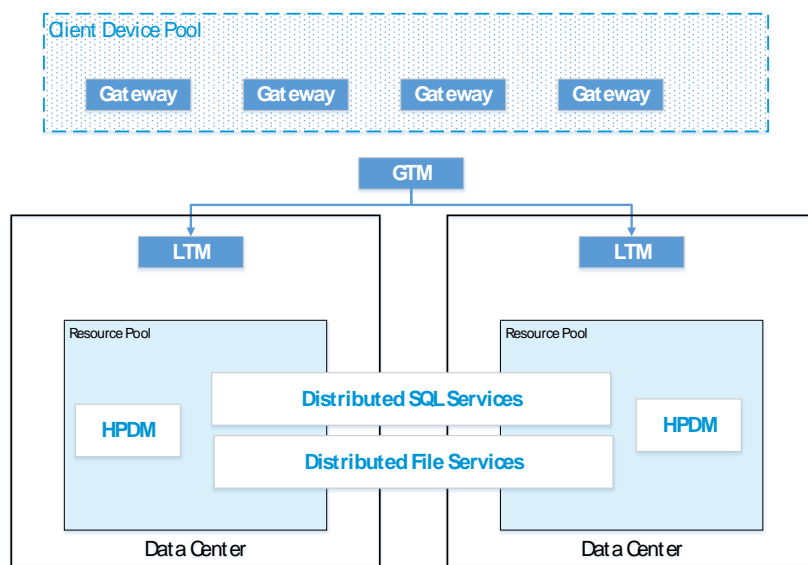 Client Device Pool
Gateway Gateway Gateway Gateway
GTM
LTM LTM
Resource Pool Resource Pool
Distributed SQL Services
HPDM HPDM
Distributed File Services
Data Center Data Center